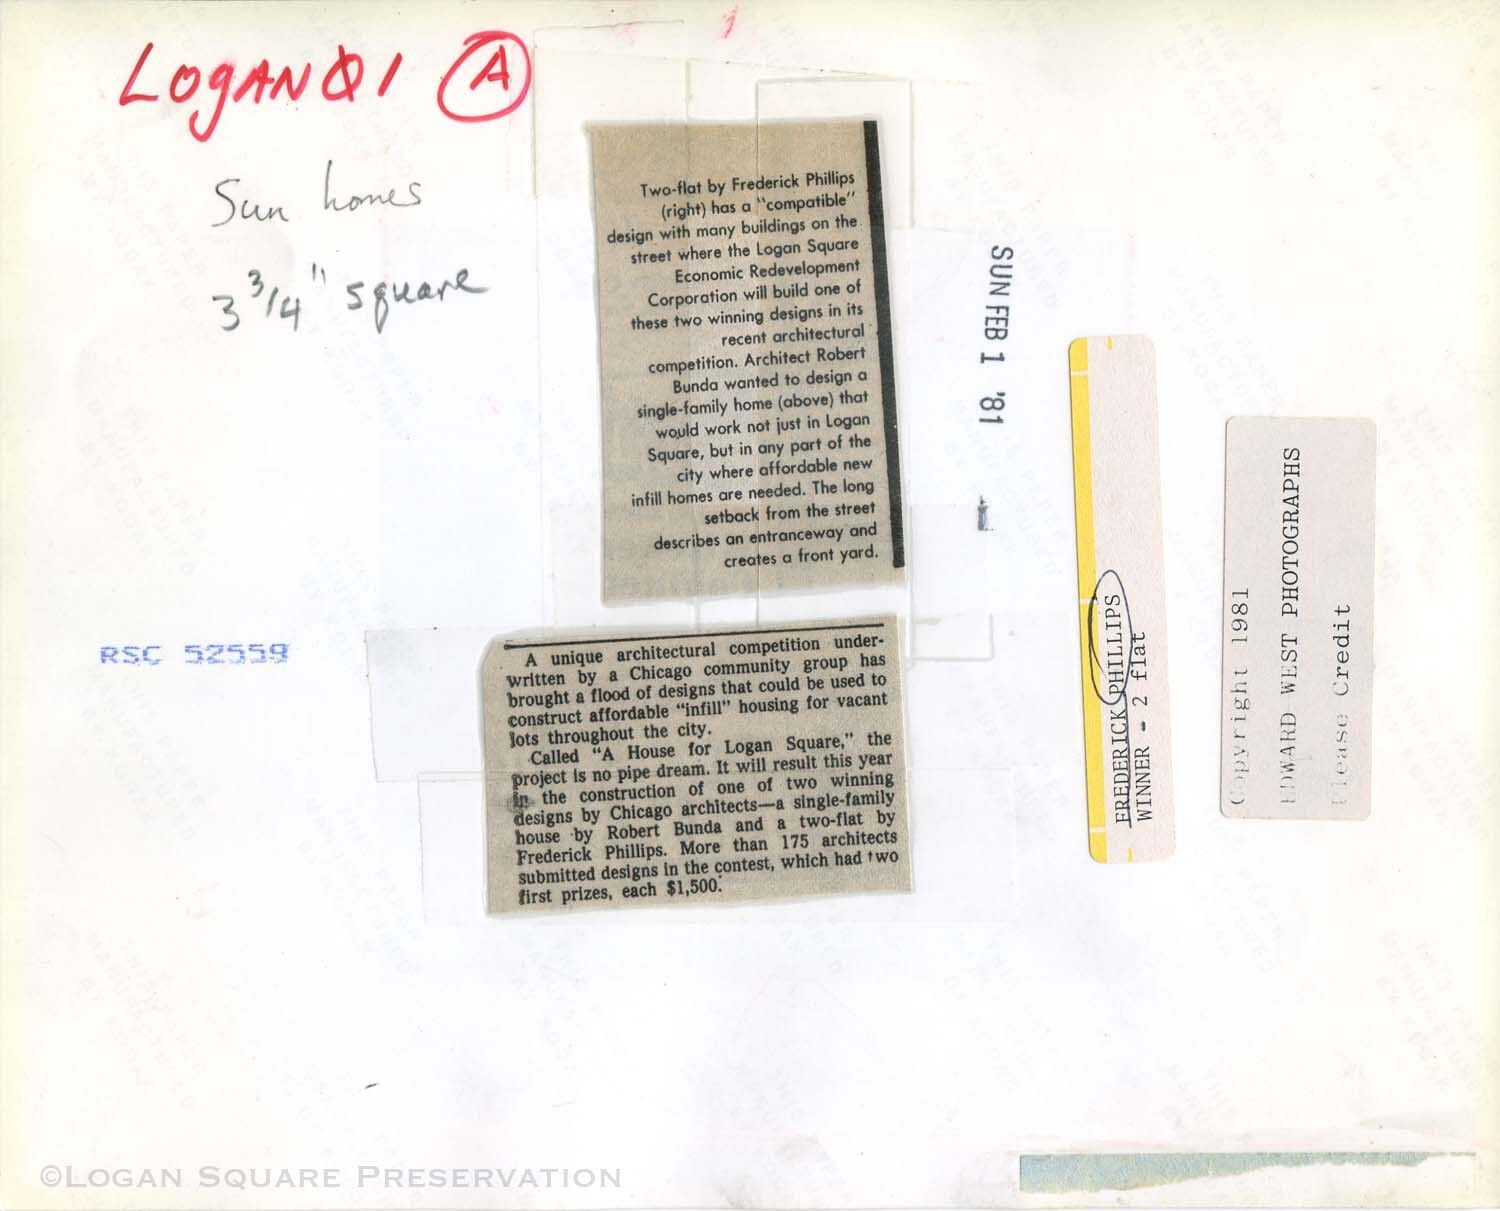 LOGAN01 A
Sun homes
3 3/4" square
Two-flat by Frederick Phillips
(right) has a "compatible"
design with many buildings on the
street where the Logan Square
Economic Redevelopment
Corporation will build one of
these two winning designs in its
recent architectural
competition. Architect Robert
Bunda wanted to design a
single-family home (above) that
would work not just in Logan
Square, but in any part of the
city where affordable new
infill homes are needed. The long
setback from the street
describes an entranceway and
creates a front yard.
SUN FEB 1 '81
RSC 52559
A unique architectural competition under-
written by a Chicago community group has
brought a flood of designs that could be used to
construct affordable "infill" housing for vacant
lots throughout the city.
Called "A House for Logan Square," the
project is no pipe dream. It will result this year
in the construction of one of two winning
designs by Chicago architects—a single-family
house by Robert Bunda and a two-flat by
Frederick Phillips. More than 175 architects
submitted designs in the contest, which had two
first prizes, each $1,500.
FREDERICK PHILLIPS
WINNER - 2 flat
Copyright 1981
EDWARD WEST PHOTOGRAPHS
Please Credit
©LOGAN SQUARE PRESERVATION